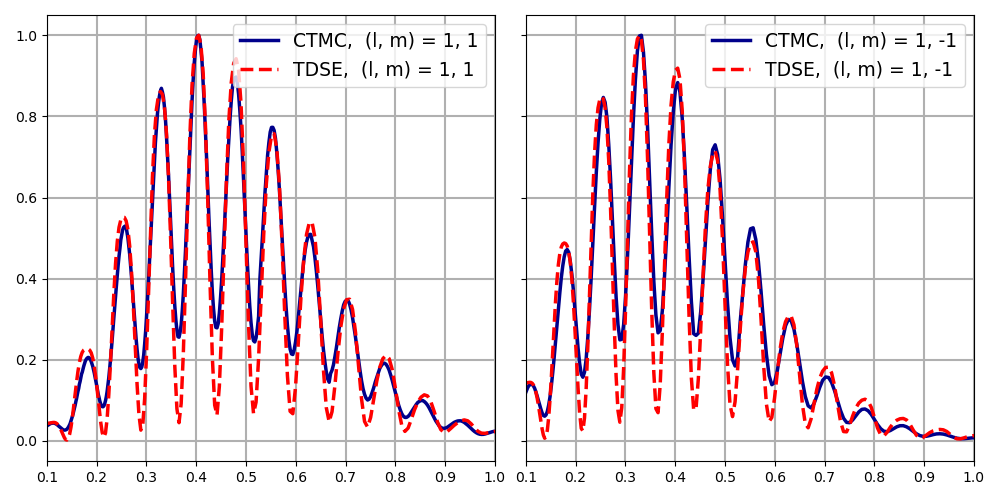 CTMC,  (l, m) = 1, 1
TDSE,  (l, m) = 1, 1
1.0
0.8
0.6
0.4
0.2
0.0
0.1 0.2 0.3 0.4 0.5 0.6 0.7 0.8 0.9 1.0
CTMC,  (l, m) = 1, -1
TDSE,  (l, m) = 1, -1
0.1 0.2 0.3 0.4 0.5 0.6 0.7 0.8 0.9 1.0